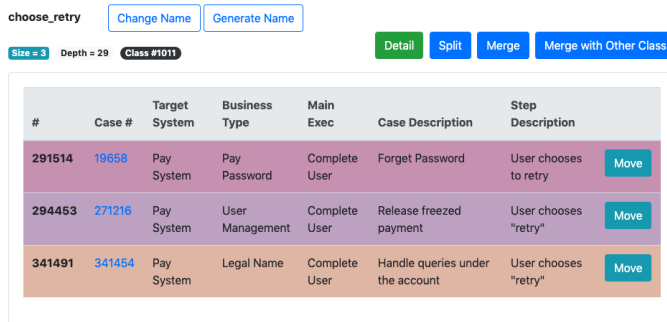 choose_retry Change Name Generate Name
Size = 3 Depth = 29 Class #1011 Detail Split Merge Merge with Other Class
Target Business Main Step
# Case # System Type Exec Case Description Description
291514 19658 Pay Pay Complete Forget Password User chooses Move
System Password User to retry
294453 271216 Pay User Complete Release freezed User chooses Move
System Management User payment "retry"
341491 341454 Pay Legal Name Complete Handle queries under User chooses Move
System User the account "retry"